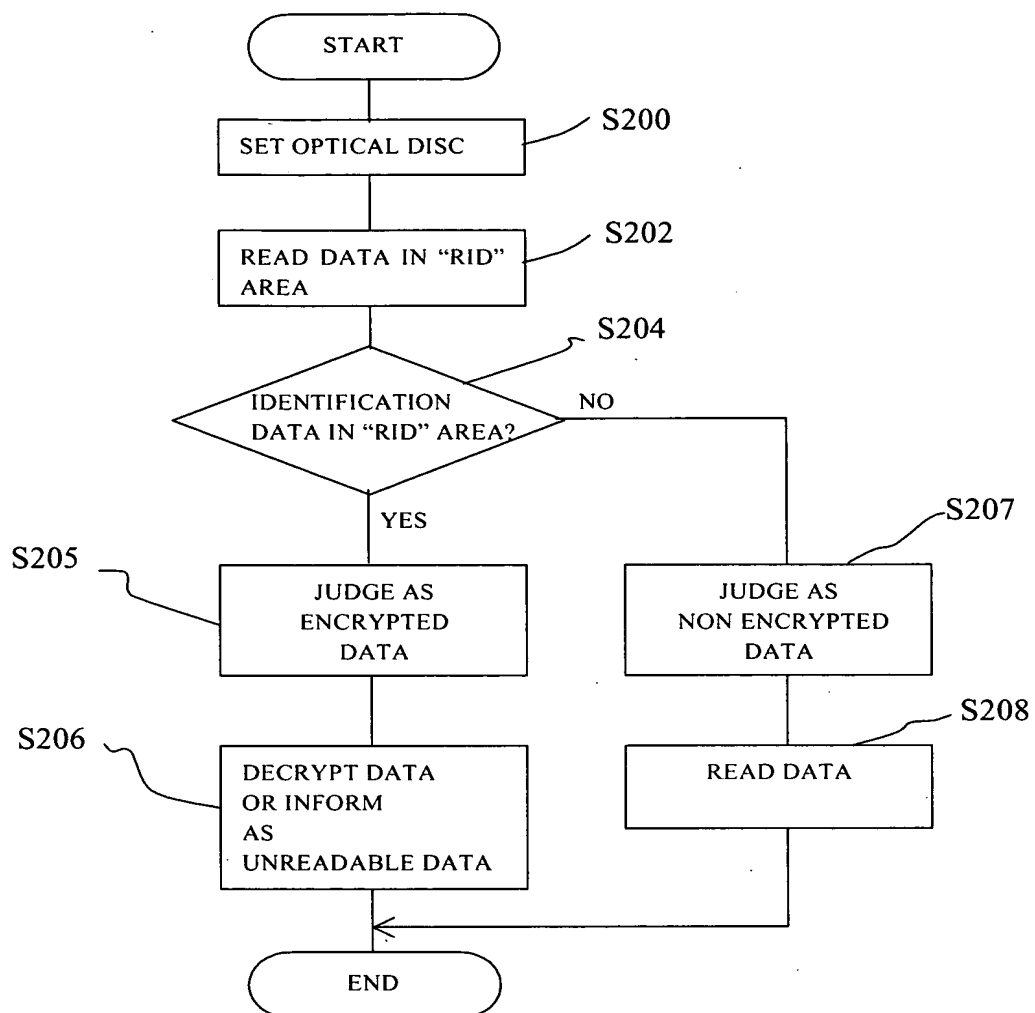 START
S200
SET OPTICAL DISC
S202
READ DATA IN “RID”
AREA
S204
IDENTIFICATION
DATA IN “RID” AREA?
NO
YES
S205
JUDGE AS
ENCRYPTED
DATA
S207
JUDGE AS
NON ENCRYPTED
DATA
S206
DECRYPT DATA
OR INFORM
AS
UNREADABLE DATA
S208
READ DATA
END